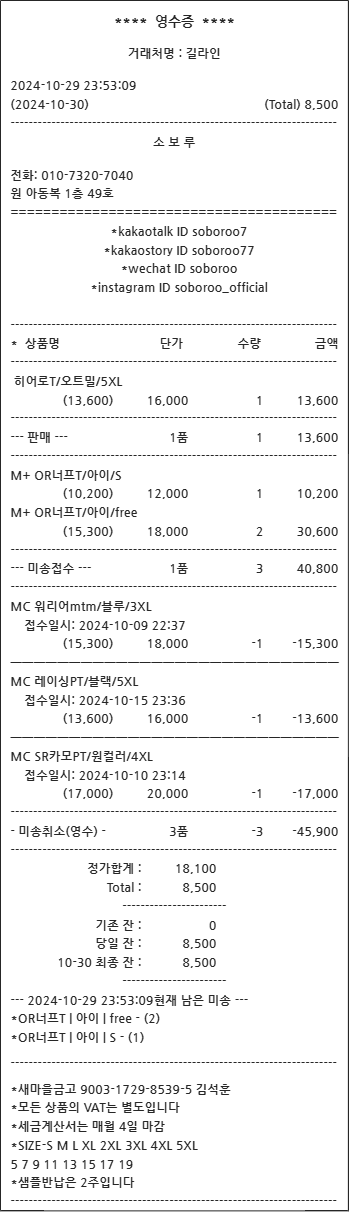 **** 영수증 ****
거래처명 : 길라인
2024-10-29 23:53:09
(2024-10-30) (Total) 8,500
소 보 루
전화: 010-7320-7040
원 아동복 1층 49호
*kakaotalk ID soboroo7
*kakaostory ID soboroo77
*wechat ID soboroo
*instagram ID soboroo_official
* 상품명 단가 수량 금액
히어로T/오트밀/5XL
(13,600) 16,000 1 13,600
--- 판매 --- 1품 1 13,600
M+ OR너프T/아이/S
(10,200) 12,000 1 10,200
M+ OR너프T/아이/free
(15,300) 18,000 2 30,600
--- 미송접수 --- 1품 3 40,800
MC 워리어mtm/블루/3XL
접수일시: 2024-10-09 22:37
(15,300) 18,000 -1 -15,300
MC 레이싱PT/블랙/5XL
접수일시: 2024-10-15 23:36
(13,600) 16,000 -1 -13,600
MC SR카모PT/원컬러/4XL
접수일시: 2024-10-10 23:14
(17,000) 20,000 -1 -17,000
- 미송취소(영수) - 3품 -3 -45,900
정가합계 : 18,100
Total : 8,500
기존 잔 : 0
당일 잔 : 8,500
10-30 최종 잔 : 8,500
--- 2024-10-29 23:53:09현재 남은 미송 ---
*OR너프T | 아이 | free - (2)
*OR너프T | 아이 | S - (1)
*새마을금고 9003-1729-8539-5 김석훈
*모든 상품의 VAT는 별도입니다
*세금계산서는 매월 4일 마감
*SIZE-S M L XL 2XL 3XL 4XL 5XL
5 7 9 11 13 15 17 19
*샘플반납은 2주입니다